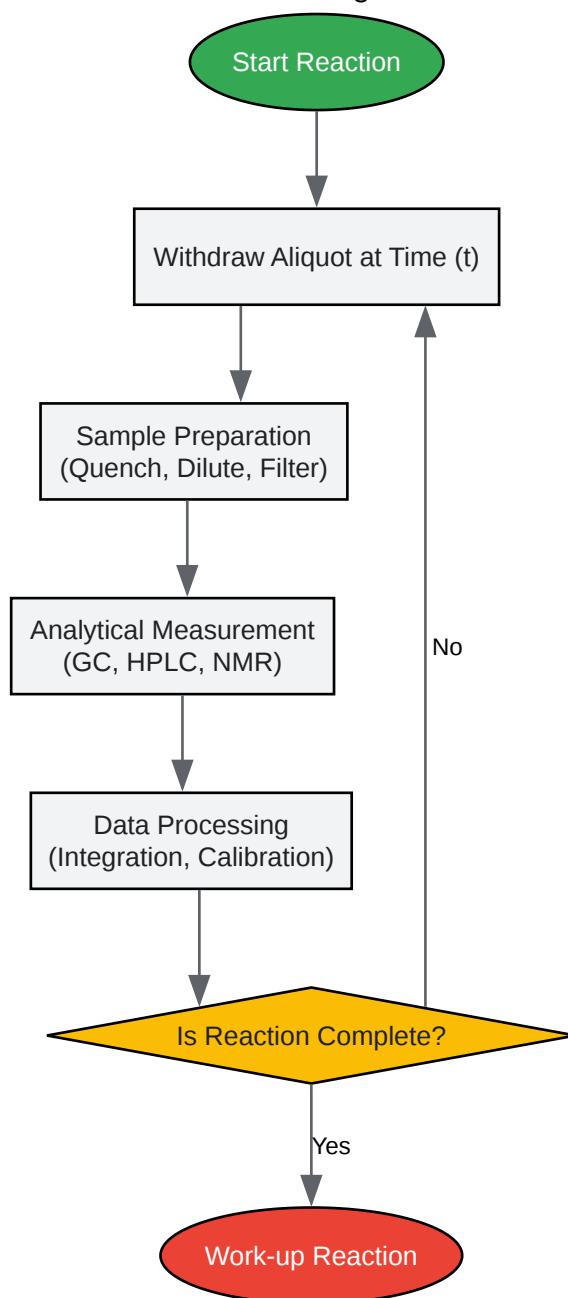 Start Reaction
Withdraw Aliquot at Time (t)
Sample Preparation
(Quench, Dilute, Filter)
Analytical Measurement
(GC, HPLC, NMR)
No
Data Processing
(Integration, Calibration)
Is Reaction Complete?
Yes
Work-up Reaction